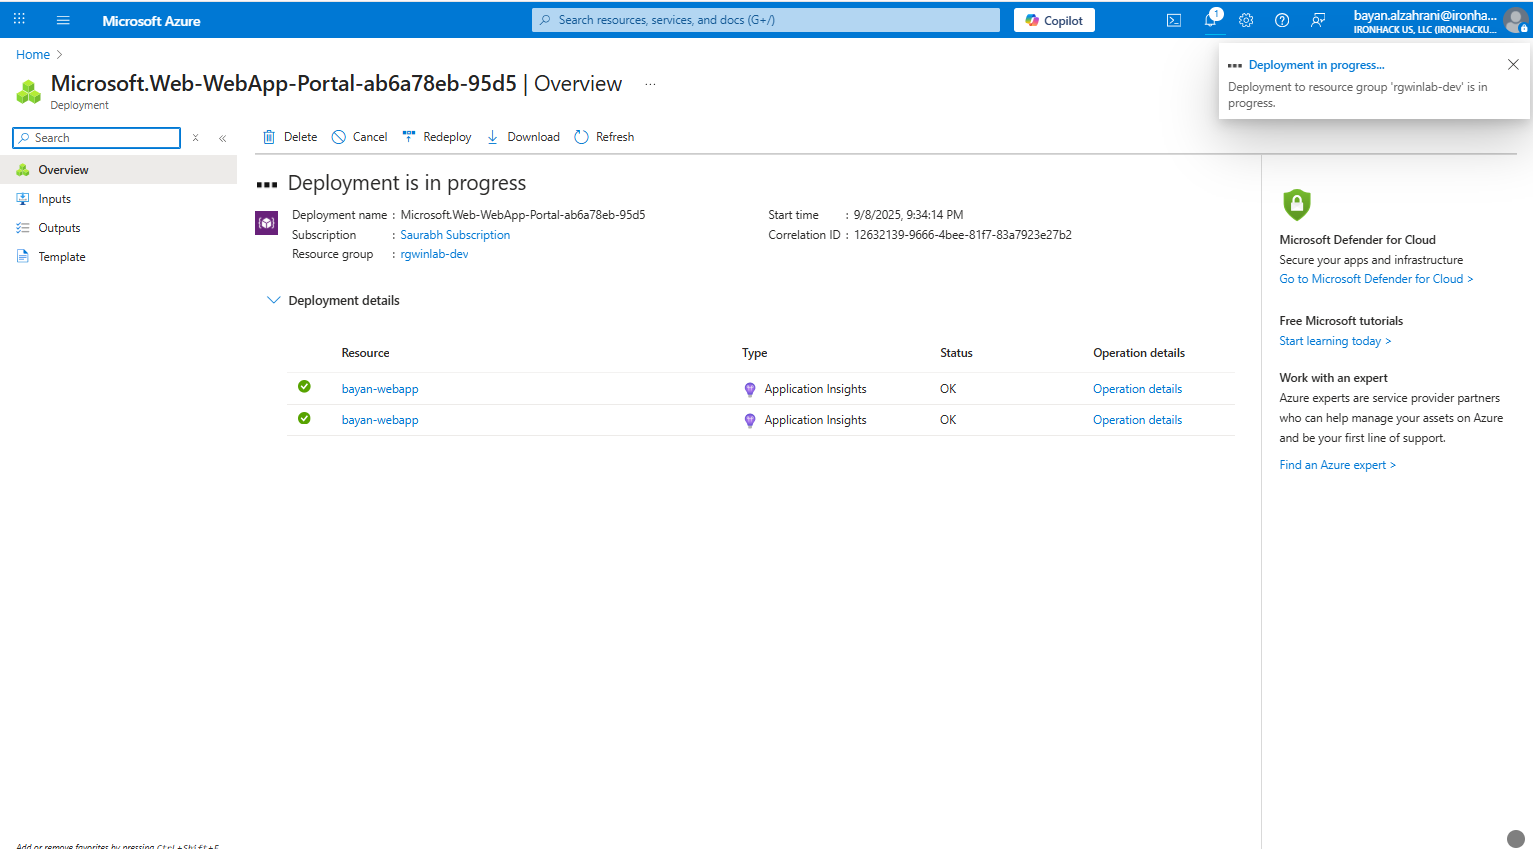 Microsoft Azure
Search resources, services, and docs (G+/)
Copilot
1
bayan.alzahrani@ironha...
IRONHACK US, LLC (IRONHACKU...
Home >
Microsoft.Web-WebApp-Portal-ab6a78eb-95d5 | Overview ...
Deployment
Deployment in progress...
Deployment to resource group 'rgwinlab-dev' is in
progress.
Search
Overview
Inputs
Outputs
Template
Delete Cancel Redeploy Download Refresh
Deployment is in progress
Deployment name : Microsoft.Web-WebApp-Portal-ab6a78eb-95d5
Subscription : Saurabh Subscription
Resource group : rgwinlab-dev
Start time : 9/8/2025, 9:34:14 PM
Correlation ID : 12632139-9666-4bee-81f7-83a7923e27b2
Deployment details
Resource Type Status Operation details
bayan-webapp Application Insights OK Operation details
bayan-webapp Application Insights OK Operation details
Microsoft Defender for Cloud
Secure your apps and infrastructure
Go to Microsoft Defender for Cloud >
Free Microsoft tutorials
Start learning today >
Work with an expert
Azure experts are service provider partners
who can help manage your assets on Azure
and be your first line of support.
Find an Azure expert >
Add or remove favorites by pressing Ctrl+Shift+F